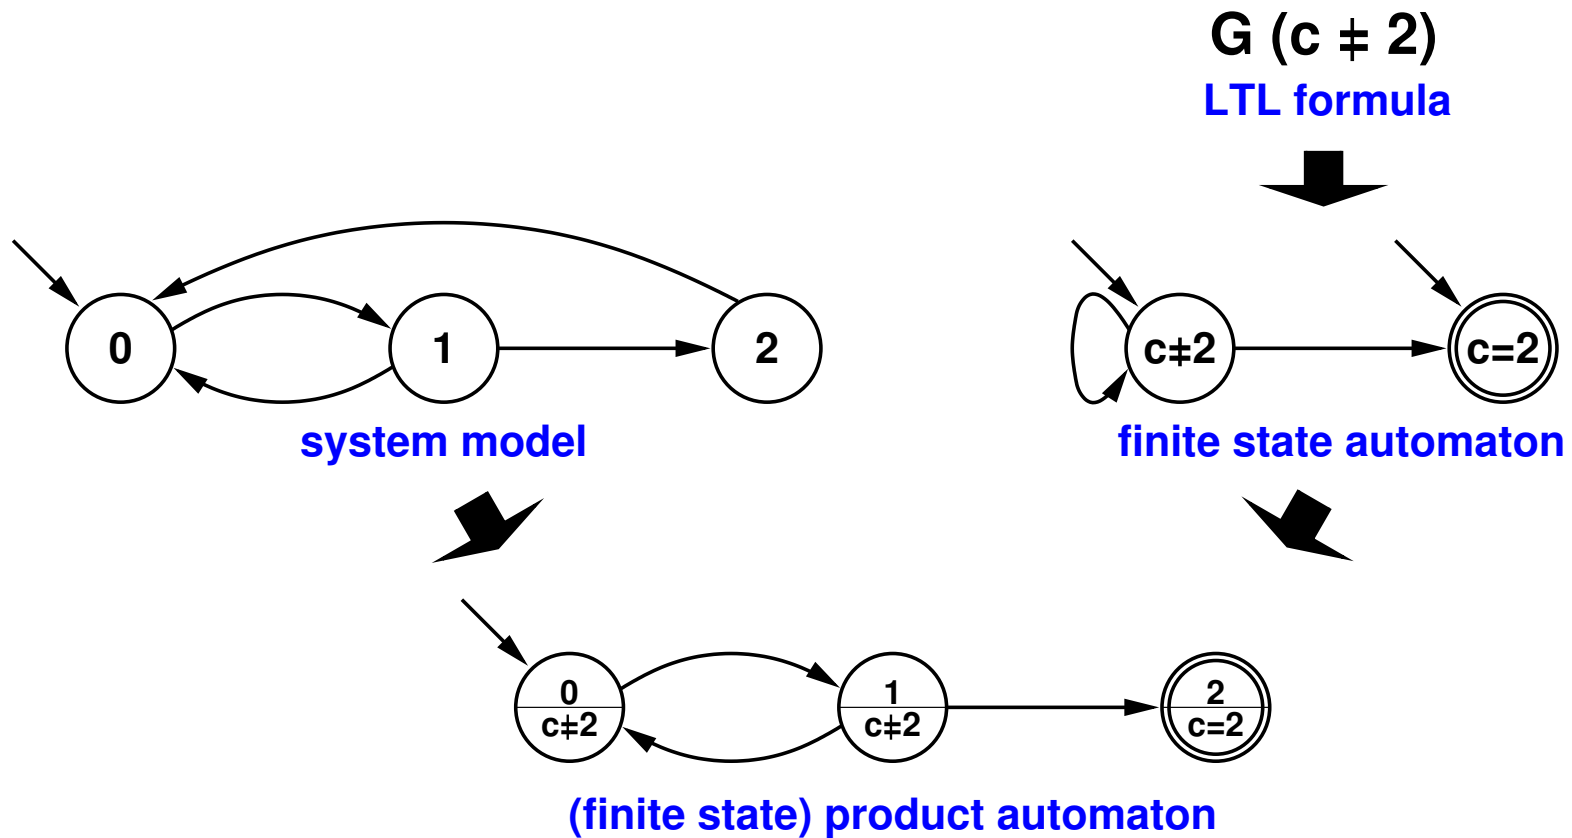 G (c ≠ 2)
LTL formula
0
1
2
c≠2
c=2
system model
finite state automaton
0
c≠2
1
c≠2
2
c=2
(finite state) product automaton